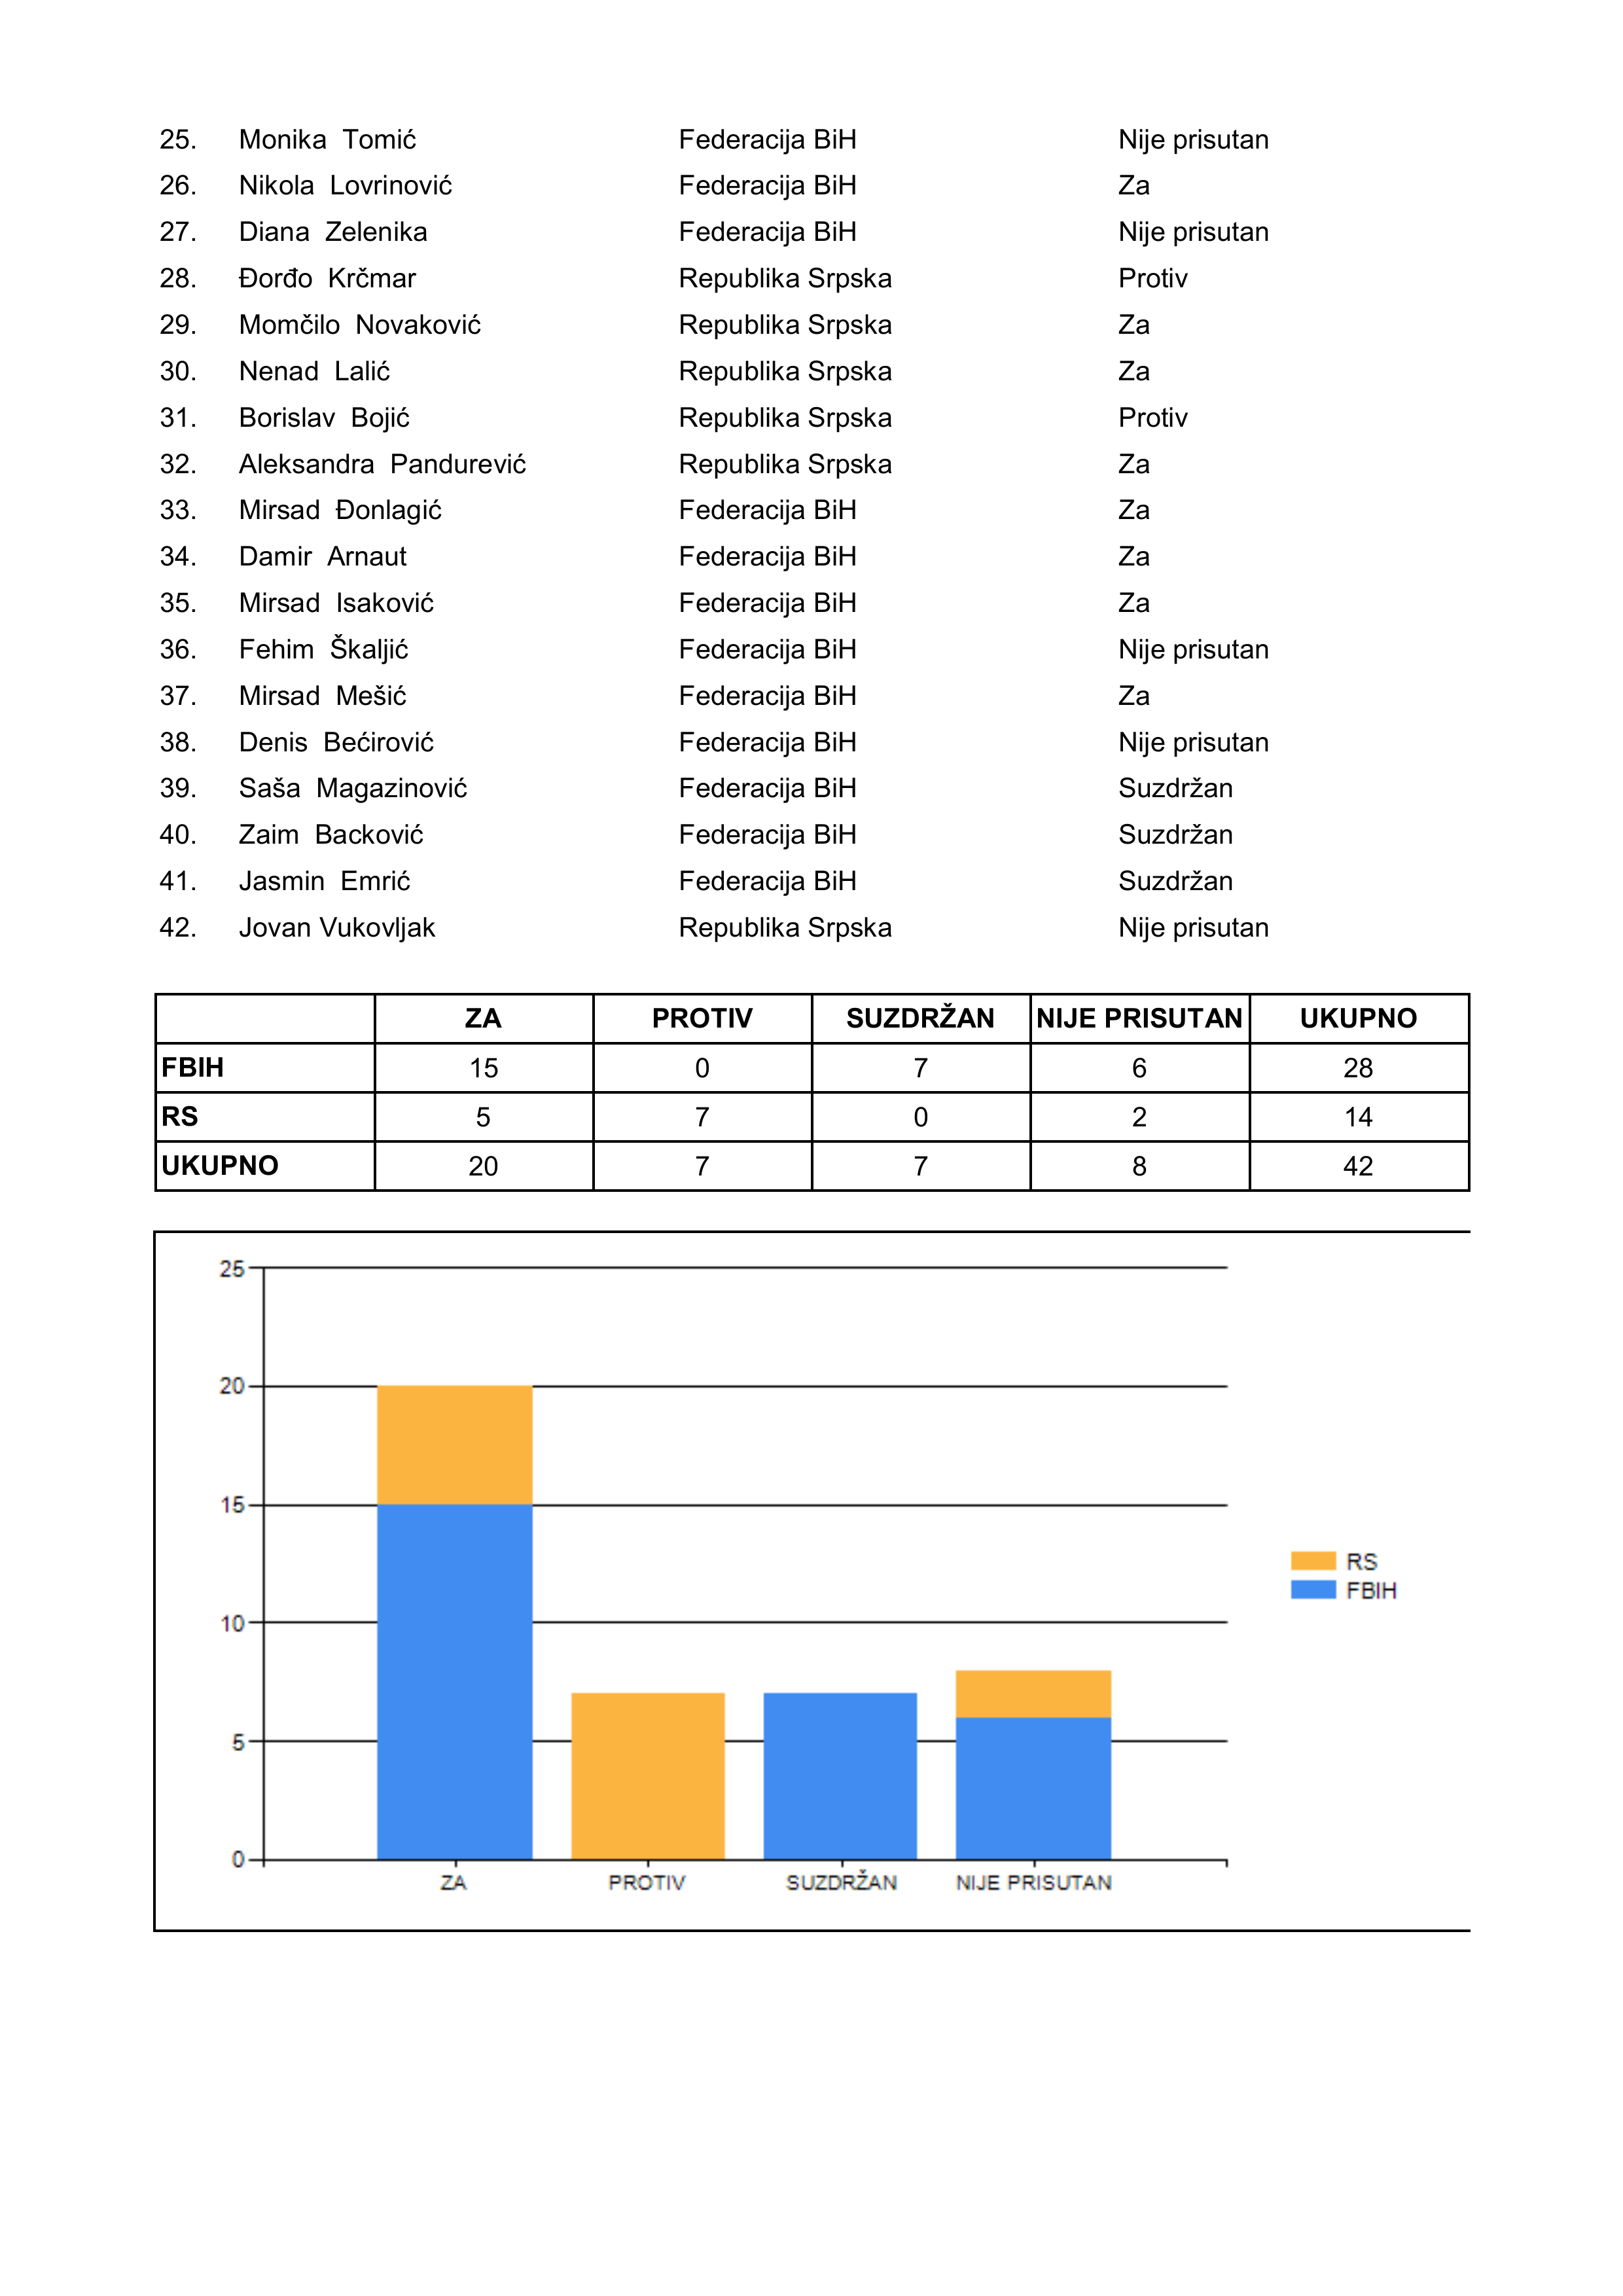 25. Monika Tomić Federacija BiH Nije prisutan
26. Nikola Lovrinović Federacija BiH Za
27. Diana Zelenika Federacija BiH Nije prisutan
28. Đorđo Krčmar Republika Srpska Protiv
29. Momčilo Novaković Republika Srpska Za
30. Nenad Lalić Republika Srpska Za
31. Borislav Bojić Republika Srpska Protiv
32. Aleksandra Pandurević Republika Srpska Za
33. Mirsad Đonlagić Federacija BiH Za
34. Damir Arnaut Federacija BiH Za
35. Mirsad Isaković Federacija BiH Za
36. Fehim Škaljić Federacija BiH Nije prisutan
37. Mirsad Mešić Federacija BiH Za
38. Denis Bećirović Federacija BiH Nije prisutan
39. Saša Magazinović Federacija BiH Suzdržan
40. Zaim Backović Federacija BiH Suzdržan
41. Jasmin Emrić Federacija BiH Suzdržan
42. Jovan Vukovljak Republika Srpska Nije prisutan
ZA PROTIV SUZDRŽAN NIJE PRISUTAN UKUPNO
FBIH 15 0 7 6 28
RS 5 7 0 2 14
UKUPNO 20 7 7 8 42
25
20
15
10
5
0
ZA PROTIV SUZDRŽAN NIJE PRISUTAN
RS
FBIH